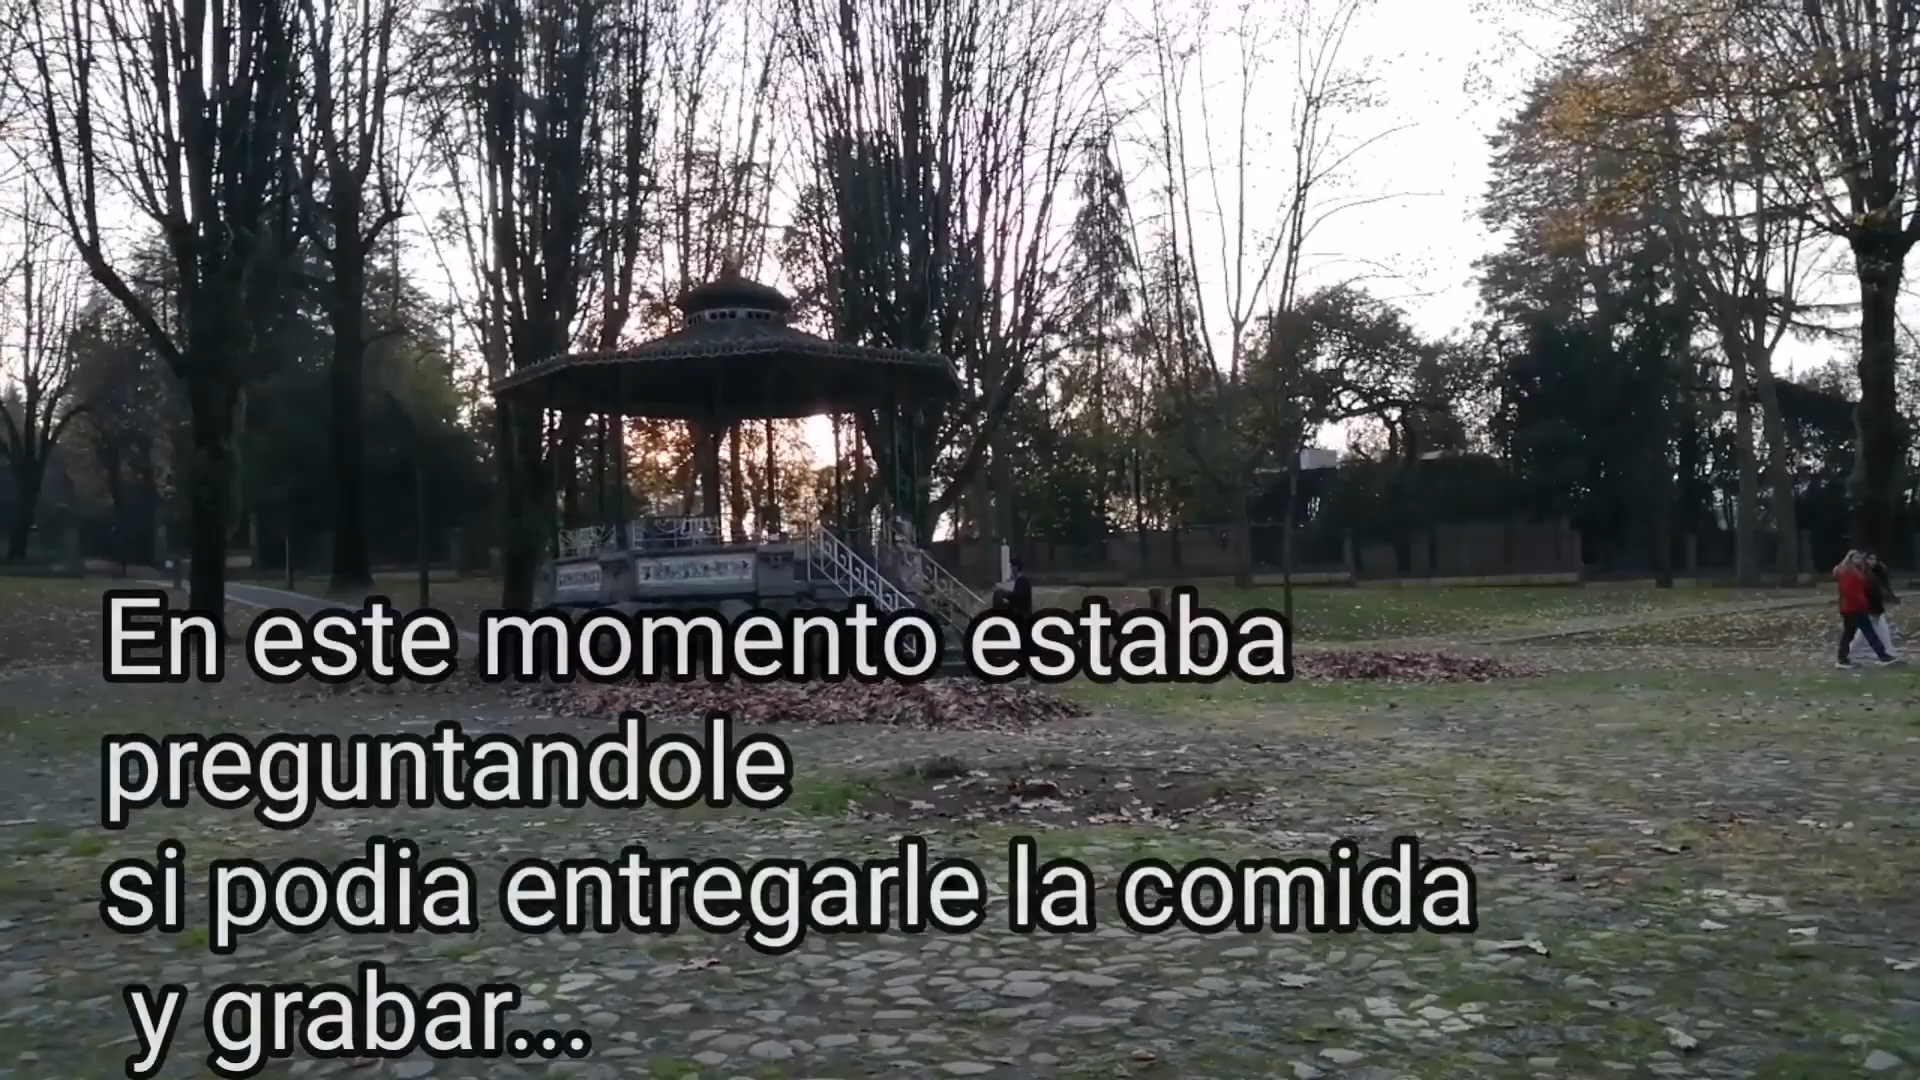 En este momento estaba
preguntandole
si podia entregarle la comida
y grabar...